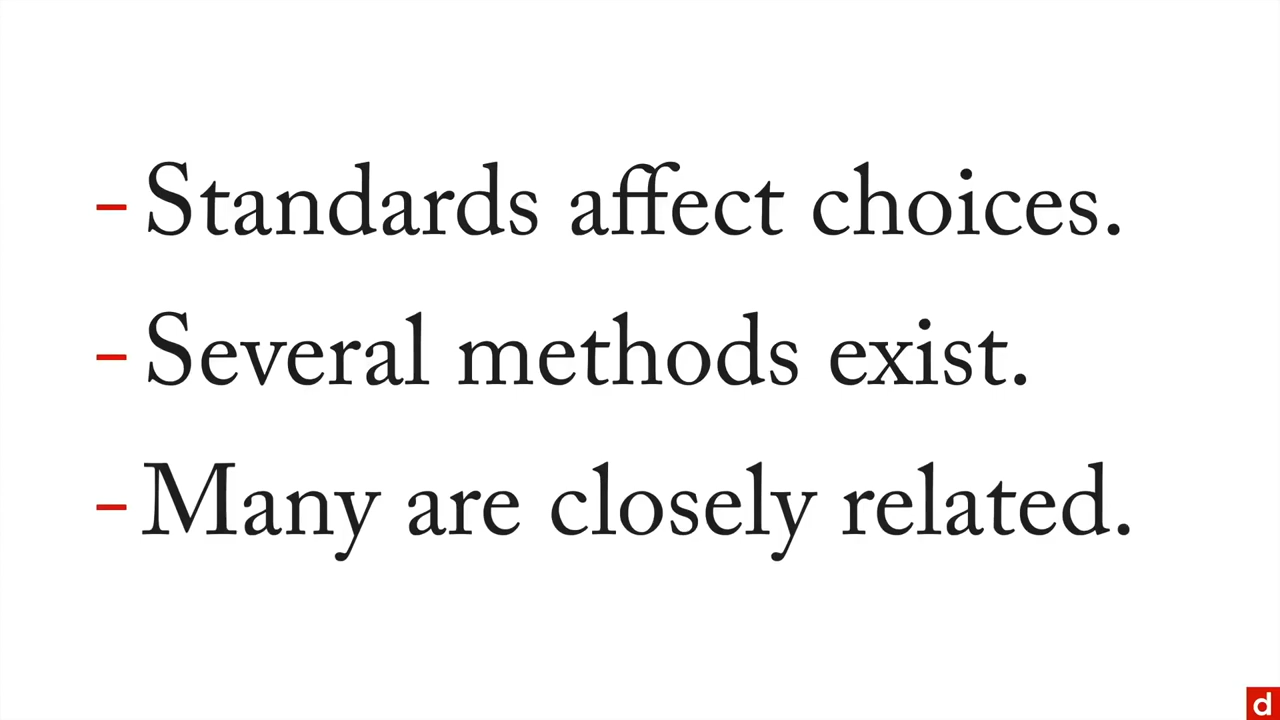 - Standards affect choices.
- Several methods exist.
- Many are closely related.
d